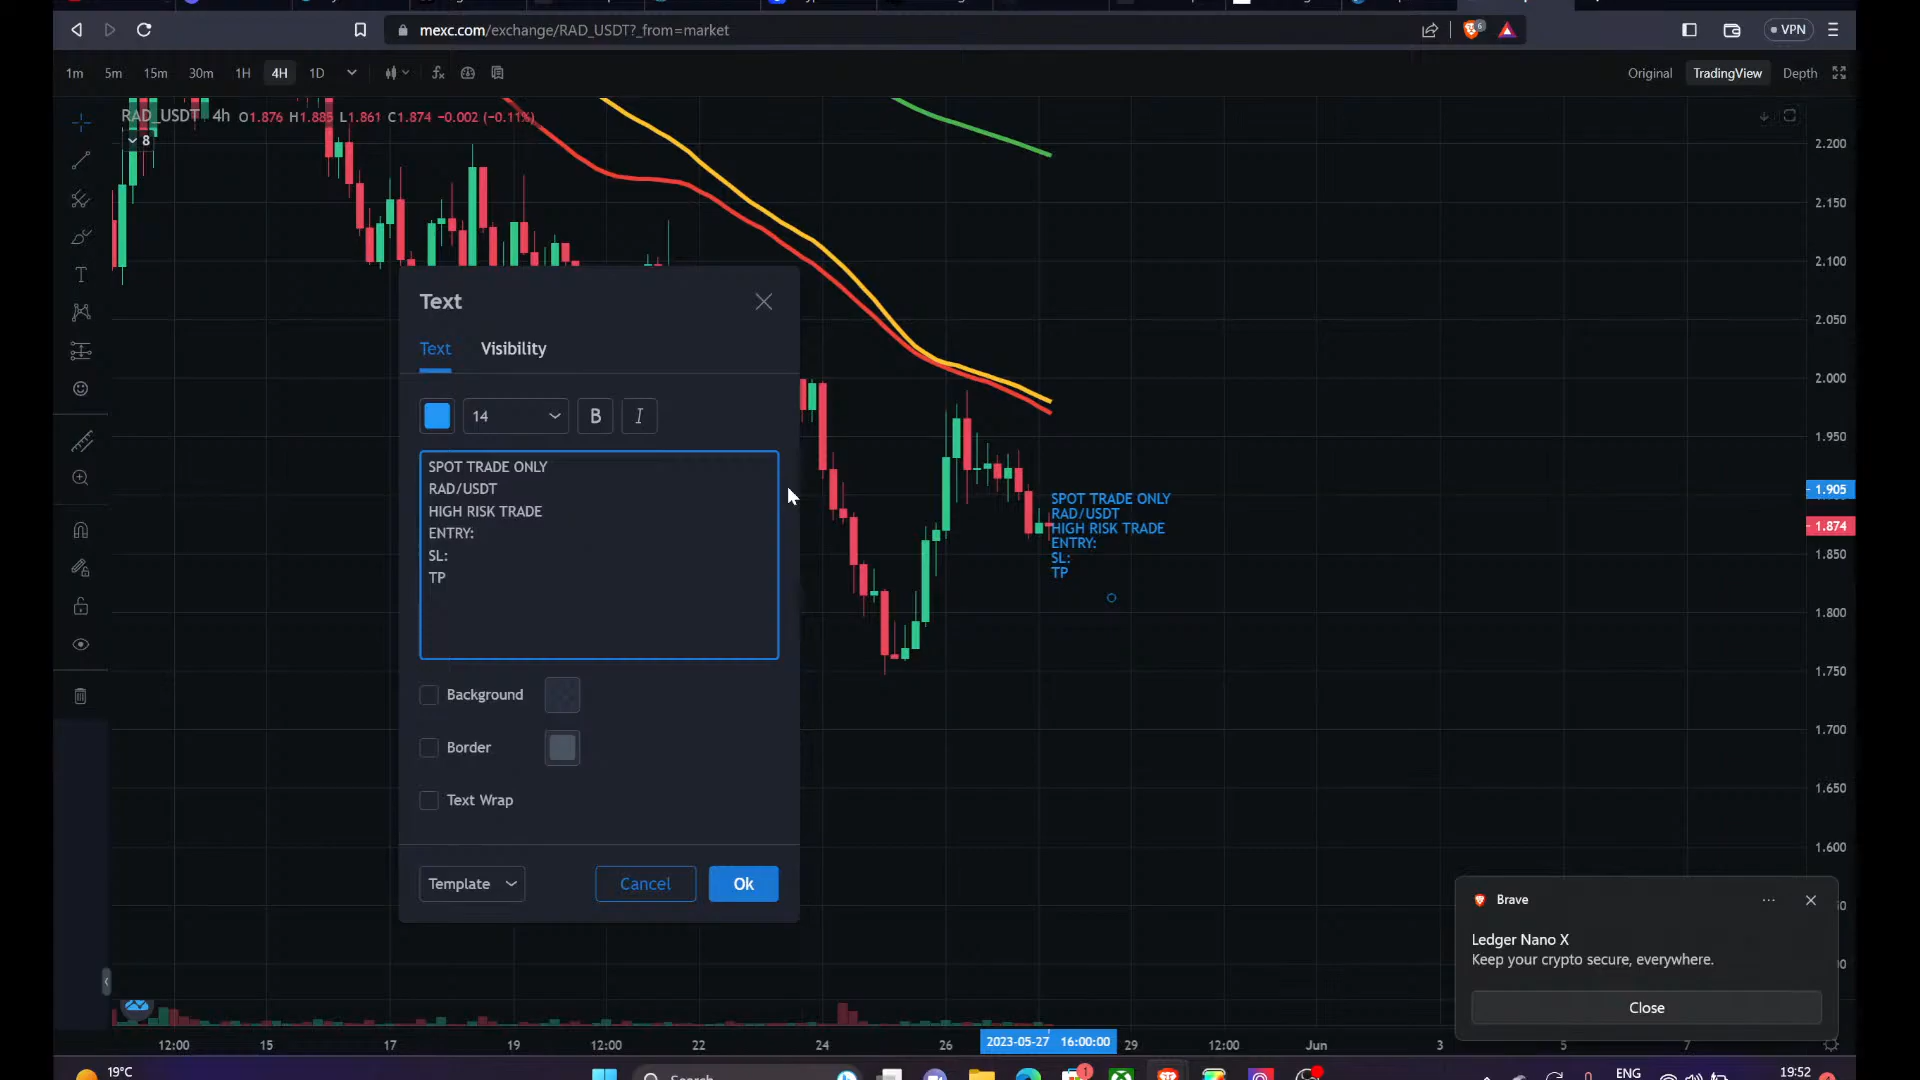 mexc.com/exchange/RAD_USDT?_from=market
6
VPN
1m 5m 15m 30m 1H 4H 1D
Original TradingView Depth
RAD_USDT 4h O1.876 H1.885 L1.861 C1.874 -0.002 (-0.11%)
8
2.200
2.150
2.100
2.050
2.000
1.950
1.905
1.874
1.850
1.800
1.750
1.700
1.650
1.600
Text
Text Visibility
14 B I
SPOT TRADE ONLY
RAD/USDT
HIGH RISK TRADE
ENTRY:
SL:
TP
Background
Border
Text Wrap
Template Cancel Ok
SPOT TRADE ONLY
RAD/USDT
HIGH RISK TRADE
ENTRY:
SL:
TP
Brave
Ledger Nano X
Keep your crypto secure, everywhere.
Close
12:00 15 17 19 12:00 22 24 26 2023-05-27 16:00:00 29 12:00 Jun 3 5 7
19°C
Search
1
ENG
19:52